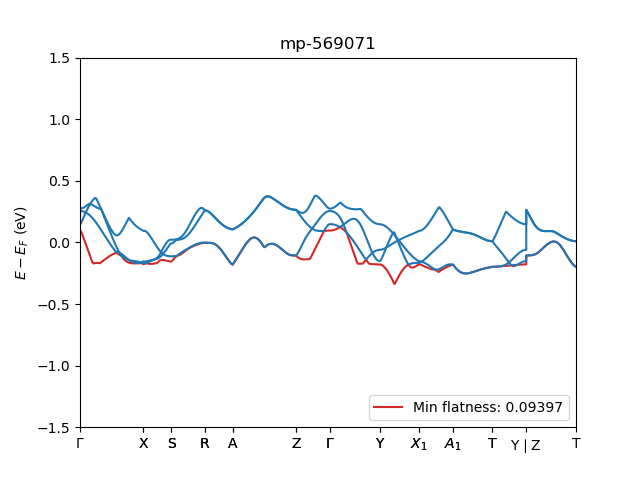 mp-569071
E − E_F (eV)
1.5
1.0
0.5
0.0
−0.5
−1.0
−1.5
Min flatness: 0.09397
Γ X S R A Z Γ Y X₁ A₁ T Y | Z T